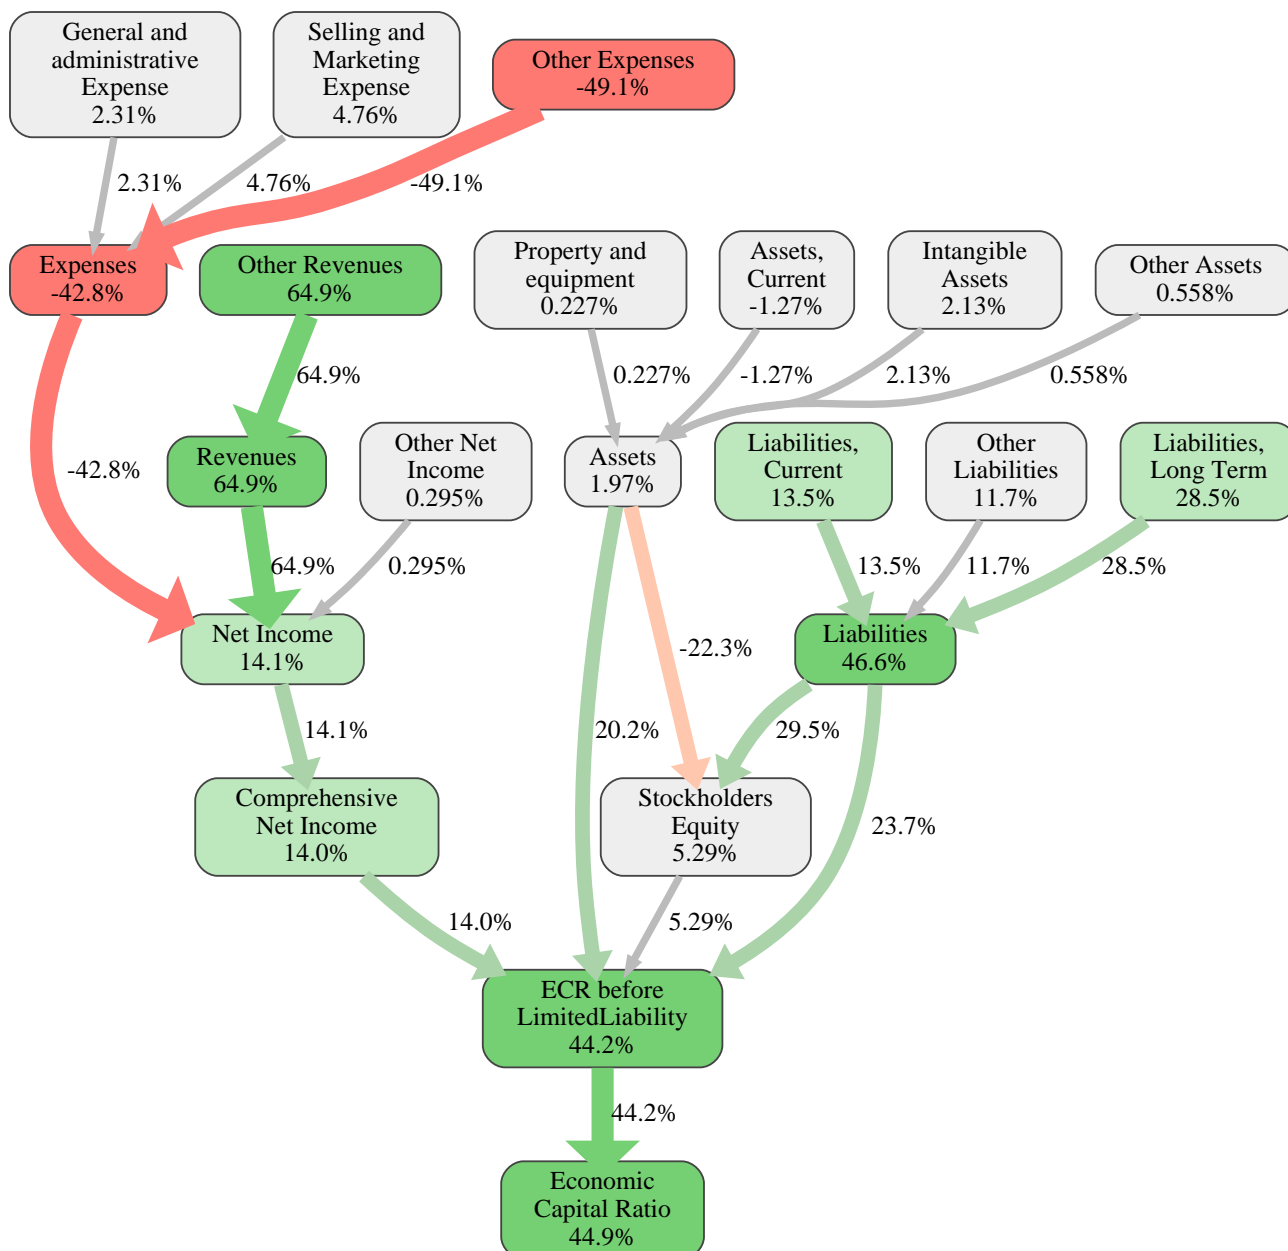 General and
administrative
Expense
2.31%
Selling and
Marketing
Expense
4.76%
Other Expenses
-49.1%
2.31%
4.76%
-49.1%
Expenses
-42.8%
Other Revenues
64.9%
Property and
equipment
0.227%
Assets,
Current
-1.27%
Intangible
Assets
2.13%
Other Assets
0.558%
64.9%
0.227%
-1.27%
2.13%
0.558%
-42.8%
Revenues
64.9%
Other Net
Income
0.295%
Assets
1.97%
Liabilities,
Current
13.5%
Other
Liabilities
11.7%
Liabilities,
Long Term
28.5%
64.9%
0.295%
13.5%
11.7%
28.5%
Net Income
14.1%
-22.3%
Liabilities
46.6%
14.1%
20.2%
29.5%
Comprehensive
Net Income
14.0%
Stockholders
Equity
5.29%
23.7%
14.0%
5.29%
ECR before
LimitedLiability
44.2%
44.2%
Economic
Capital Ratio
44.9%